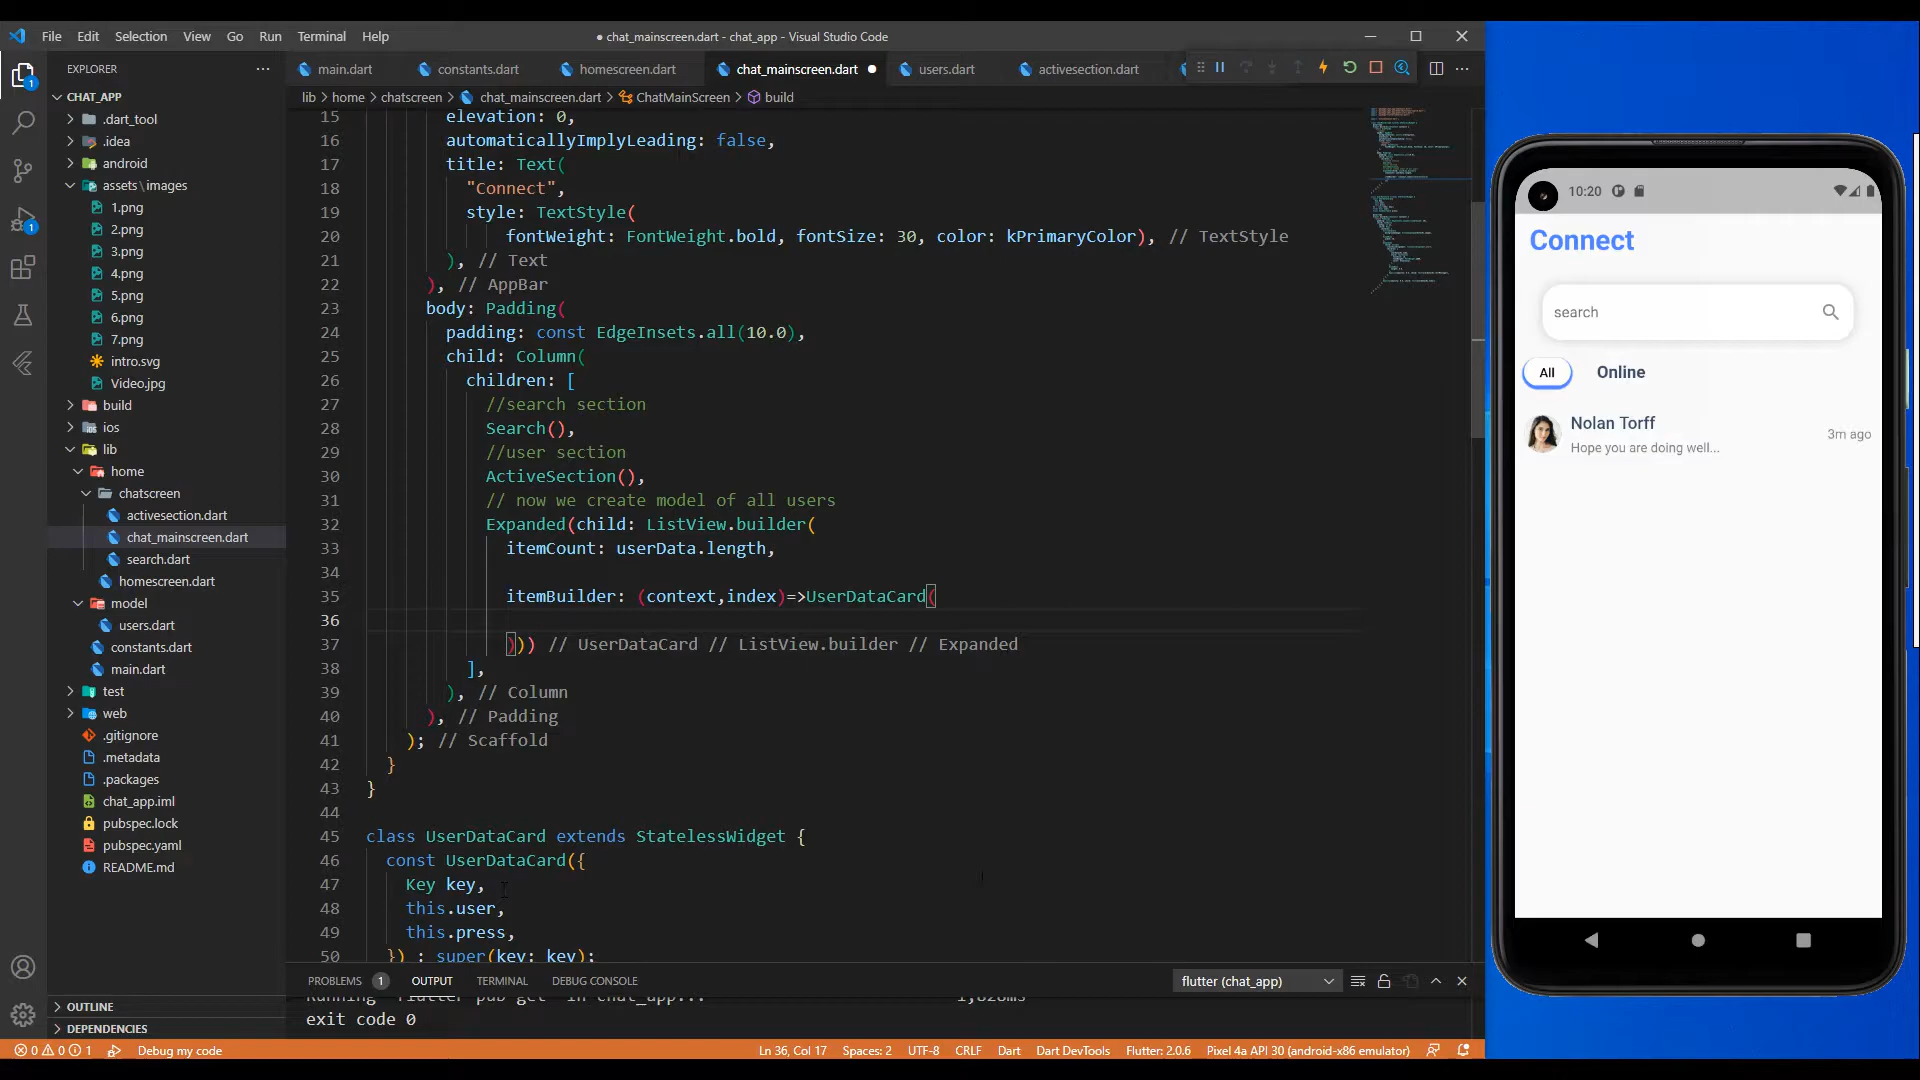 File Edit Selection View Go Run Terminal Help
● chat_mainscreen.dart - chat_app - Visual Studio Code
EXPLORER
CHAT_APP
.dart_tool
.idea
android
assets\images
1.png
2.png
3.png
4.png
5.png
6.png
7.png
intro.svg
Video.jpg
build
ios
lib
home
chatscreen
activesection.dart
chat_mainscreen.dart
search.dart
homescreen.dart
model
users.dart
constants.dart
main.dart
test
web
.gitignore
.metadata
.packages
chat_app.iml
pubspec.lock
pubspec.yaml
README.md
OUTLINE
DEPENDENCIES
main.dart constants.dart homescreen.dart chat_mainscreen.dart ● users.dart activesection.dart
lib > home > chatscreen > chat_mainscreen.dart > ChatMainScreen > build
15 elevation: 0,
16 automaticallyImplyLeading: false,
17 title: Text(
18 "Connect",
19 style: TextStyle(
20 fontWeight: FontWeight.bold, fontSize: 30, color: kPrimaryColor), // TextStyle
21 ), // Text
22 ), // AppBar
23 body: Padding(
24 padding: const EdgeInsets.all(10.0),
25 child: Column(
26 children: [
27 //search section
28 Search(),
29 //user section
30 ActiveSection(),
31 // now we create model of all users
32 Expanded(child: ListView.builder(
33 itemCount: userData.length,
34
35 itemBuilder: (context,index)=>UserDataCard(
36
37 ))) // UserDataCard // ListView.builder // Expanded
38 ],
39 ), // Column
40 ), // Padding
41 ); // Scaffold
42 }
43 }
44
45 class UserDataCard extends StatelessWidget {
46 const UserDataCard({
47 Key key,
48 this.user,
49 this.press,
50 }) : super(key: key);
PROBLEMS 1 OUTPUT TERMINAL DEBUG CONSOLE
flutter (chat_app)
Running "flutter pub get" in chat_app... 1,828ms
exit code 0
0 0 1 Debug my code
Ln 36, Col 17 Spaces: 2 UTF-8 CRLF Dart Dart DevTools Flutter: 2.0.6 Pixel 4a API 30 (android-x86 emulator)
10:20
Connect
search
All Online
Nolan Torff
3m ago
Hope you are doing well...